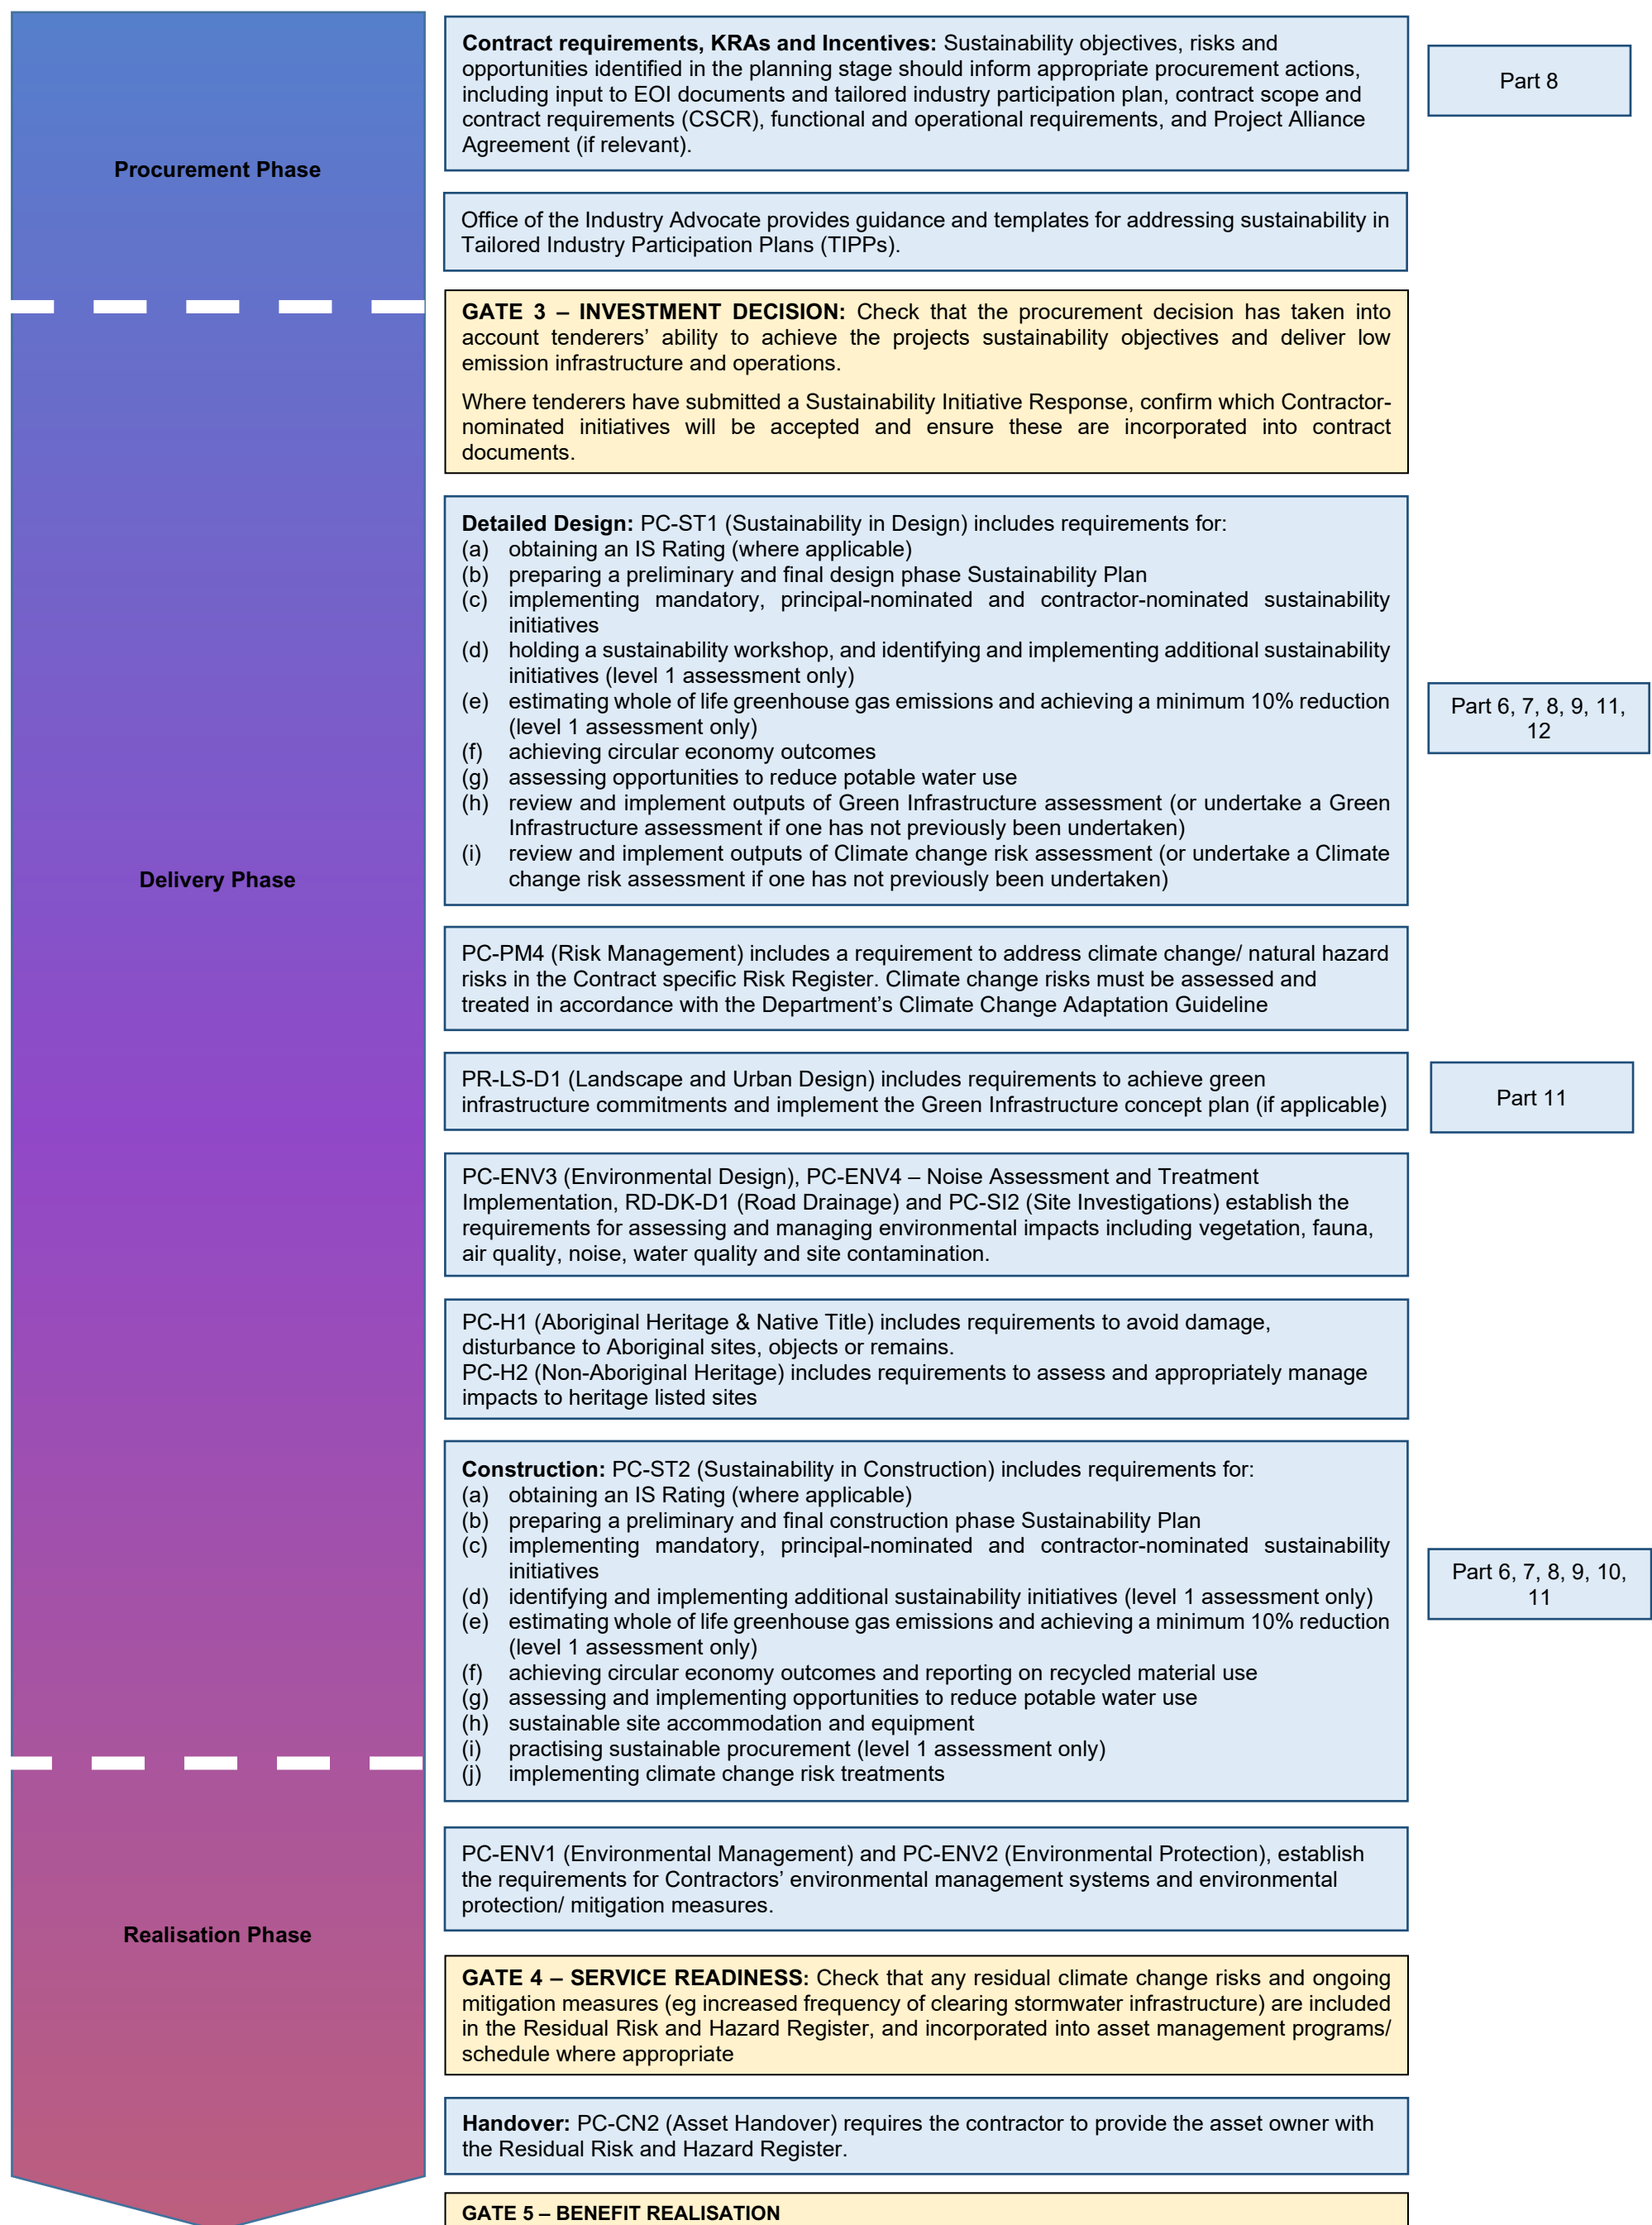 Procurement Phase
Contract requirements, KRAs and Incentives: Sustainability objectives, risks and
opportunities identified in the planning stage should inform appropriate procurement actions,
including input to EOI documents and tailored industry participation plan, contract scope and
contract requirements (CSCR), functional and operational requirements, and Project Alliance
Agreement (if relevant).
Part 8
Office of the Industry Advocate provides guidance and templates for addressing sustainability in
Tailored Industry Participation Plans (TIPPs).
GATE 3 – INVESTMENT DECISION: Check that the procurement decision has taken into
account tenderers’ ability to achieve the projects sustainability objectives and deliver low
emission infrastructure and operations.
Where tenderers have submitted a Sustainability Initiative Response, confirm which Contractor-
nominated initiatives will be accepted and ensure these are incorporated into contract
documents.
Delivery Phase
Detailed Design: PC-ST1 (Sustainability in Design) includes requirements for:
(a) obtaining an IS Rating (where applicable)
(b) preparing a preliminary and final design phase Sustainability Plan
(c) implementing mandatory, principal-nominated and contractor-nominated sustainability
initiatives
(d) holding a sustainability workshop, and identifying and implementing additional sustainability
initiatives (level 1 assessment only)
(e) estimating whole of life greenhouse gas emissions and achieving a minimum 10% reduction
(level 1 assessment only)
(f) achieving circular economy outcomes
(g) assessing opportunities to reduce potable water use
(h) review and implement outputs of Green Infrastructure assessment (or undertake a Green
Infrastructure assessment if one has not previously been undertaken)
(i) review and implement outputs of Climate change risk assessment (or undertake a Climate
change risk assessment if one has not previously been undertaken)
Part 6, 7, 8, 9, 11,
12
PC-PM4 (Risk Management) includes a requirement to address climate change/ natural hazard
risks in the Contract specific Risk Register. Climate change risks must be assessed and
treated in accordance with the Department’s Climate Change Adaptation Guideline
PR-LS-D1 (Landscape and Urban Design) includes requirements to achieve green
infrastructure commitments and implement the Green Infrastructure concept plan (if applicable)
Part 11
PC-ENV3 (Environmental Design), PC-ENV4 – Noise Assessment and Treatment
Implementation, RD-DK-D1 (Road Drainage) and PC-SI2 (Site Investigations) establish the
requirements for assessing and managing environmental impacts including vegetation, fauna,
air quality, noise, water quality and site contamination.
PC-H1 (Aboriginal Heritage & Native Title) includes requirements to avoid damage,
disturbance to Aboriginal sites, objects or remains.
PC-H2 (Non-Aboriginal Heritage) includes requirements to assess and appropriately manage
impacts to heritage listed sites
Construction: PC-ST2 (Sustainability in Construction) includes requirements for:
(a) obtaining an IS Rating (where applicable)
(b) preparing a preliminary and final construction phase Sustainability Plan
(c) implementing mandatory, principal-nominated and contractor-nominated sustainability
initiatives
(d) identifying and implementing additional sustainability initiatives (level 1 assessment only)
(e) estimating whole of life greenhouse gas emissions and achieving a minimum 10% reduction
(level 1 assessment only)
(f) achieving circular economy outcomes and reporting on recycled material use
(g) assessing and implementing opportunities to reduce potable water use
(h) sustainable site accommodation and equipment
(i) practising sustainable procurement (level 1 assessment only)
(j) implementing climate change risk treatments
Part 6, 7, 8, 9, 10,
11
Realisation Phase
PC-ENV1 (Environmental Management) and PC-ENV2 (Environmental Protection), establish
the requirements for Contractors’ environmental management systems and environmental
protection/ mitigation measures.
GATE 4 – SERVICE READINESS: Check that any residual climate change risks and ongoing
mitigation measures (eg increased frequency of clearing stormwater infrastructure) are included
in the Residual Risk and Hazard Register, and incorporated into asset management programs/
schedule where appropriate
Handover: PC-CN2 (Asset Handover) requires the contractor to provide the asset owner with
the Residual Risk and Hazard Register.
GATE 5 – BENEFIT REALISATION